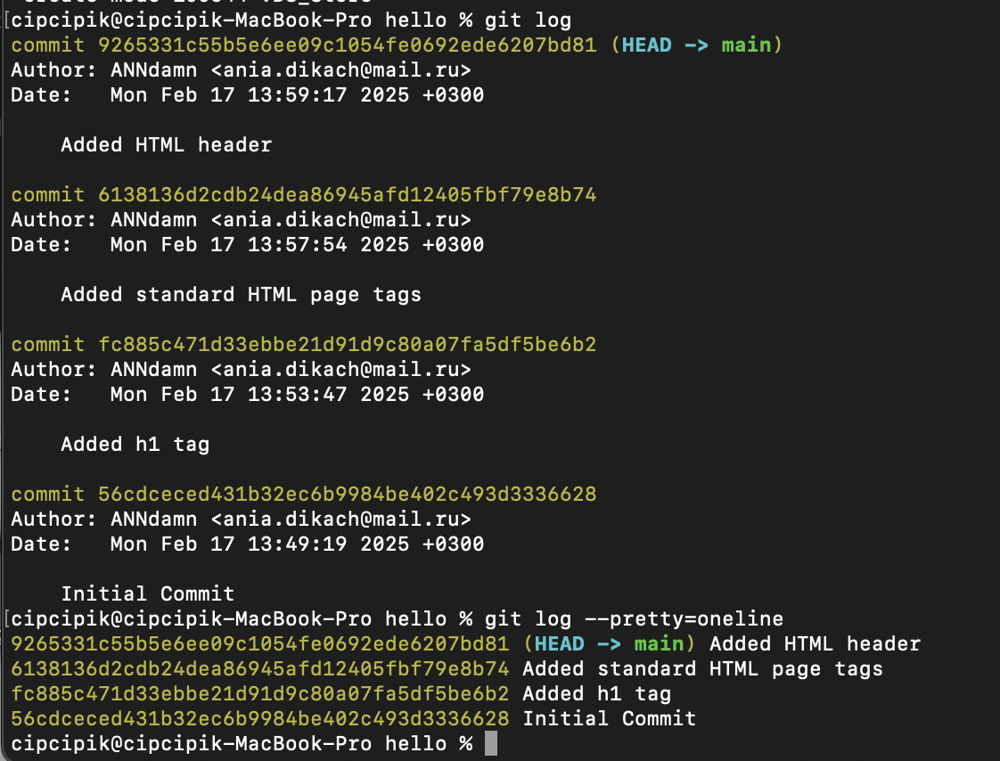 [cipcipik@cipcipik-MacBook-Pro hello % git log
commit 9265331c55b5e6ee09c1054fe0692ede6207bd81 (HEAD -> main)
Author: ANNdamn <ania.dikach@mail.ru>
Date:   Mon Feb 17 13:59:17 2025 +0300
Added HTML header
commit 6138136d2cdb24dea86945afd12405fbf79e8b74
Author: ANNdamn <ania.dikach@mail.ru>
Date:   Mon Feb 17 13:57:54 2025 +0300
Added standard HTML page tags
commit fc885c471d33ebbe21d91d9c80a07fa5df5be6b2
Author: ANNdamn <ania.dikach@mail.ru>
Date:   Mon Feb 17 13:53:47 2025 +0300
Added h1 tag
commit 56cdceced431b32ec6b9984be402c493d3336628
Author: ANNdamn <ania.dikach@mail.ru>
Date:   Mon Feb 17 13:49:19 2025 +0300
Initial Commit
[cipcipik@cipcipik-MacBook-Pro hello % git log --pretty=oneline
9265331c55b5e6ee09c1054fe0692ede6207bd81 (HEAD -> main) Added HTML header
6138136d2cdb24dea86945afd12405fbf79e8b74 Added standard HTML page tags
fc885c471d33ebbe21d91d9c80a07fa5df5be6b2 Added h1 tag
56cdceced431b32ec6b9984be402c493d3336628 Initial Commit
cipcipik@cipcipik-MacBook-Pro hello %